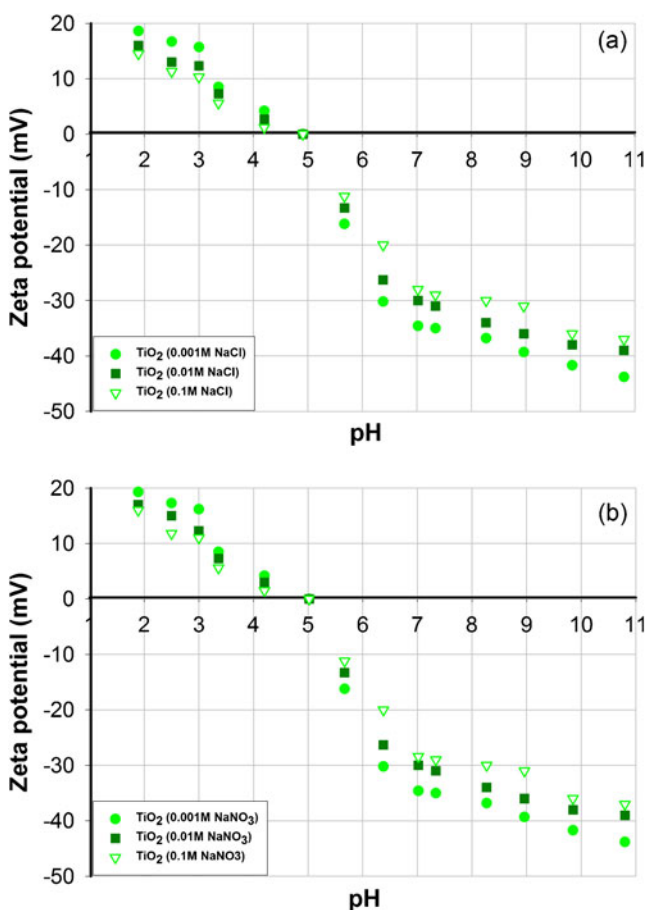 (a)
20
10
0
-10
-20
-30
-40
-50
Zeta potential (mV)
1 2 3 4 5 6 7 8 9 10 11
TiO2 (0.001M NaCl)
TiO2 (0.01M NaCl)
TiO2 (0.1M NaCl)
pH
(b)
20
10
0
-10
-20
-30
-40
-50
Zeta potential (mV)
1 2 3 4 5 6 7 8 9 10 11
TiO2 (0.001M NaNO3)
TiO2 (0.01M NaNO3)
TiO2 (0.1M NaNO3)
pH